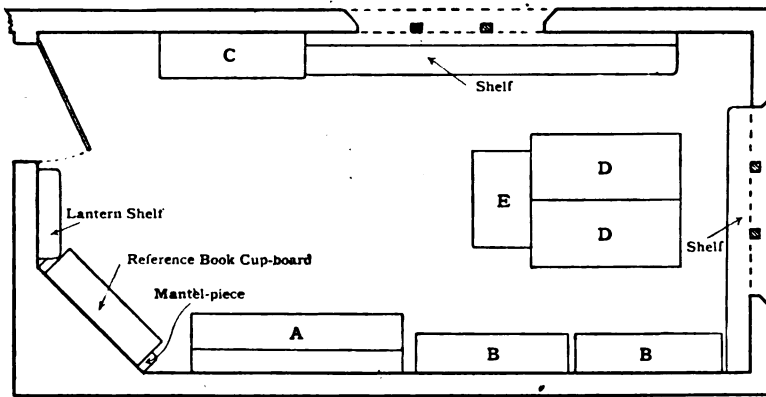 C
Shelf
D
E
D
Shelf
Lantern Shelf
Reference Book Cup-board
Mantel-piece
A
B
B